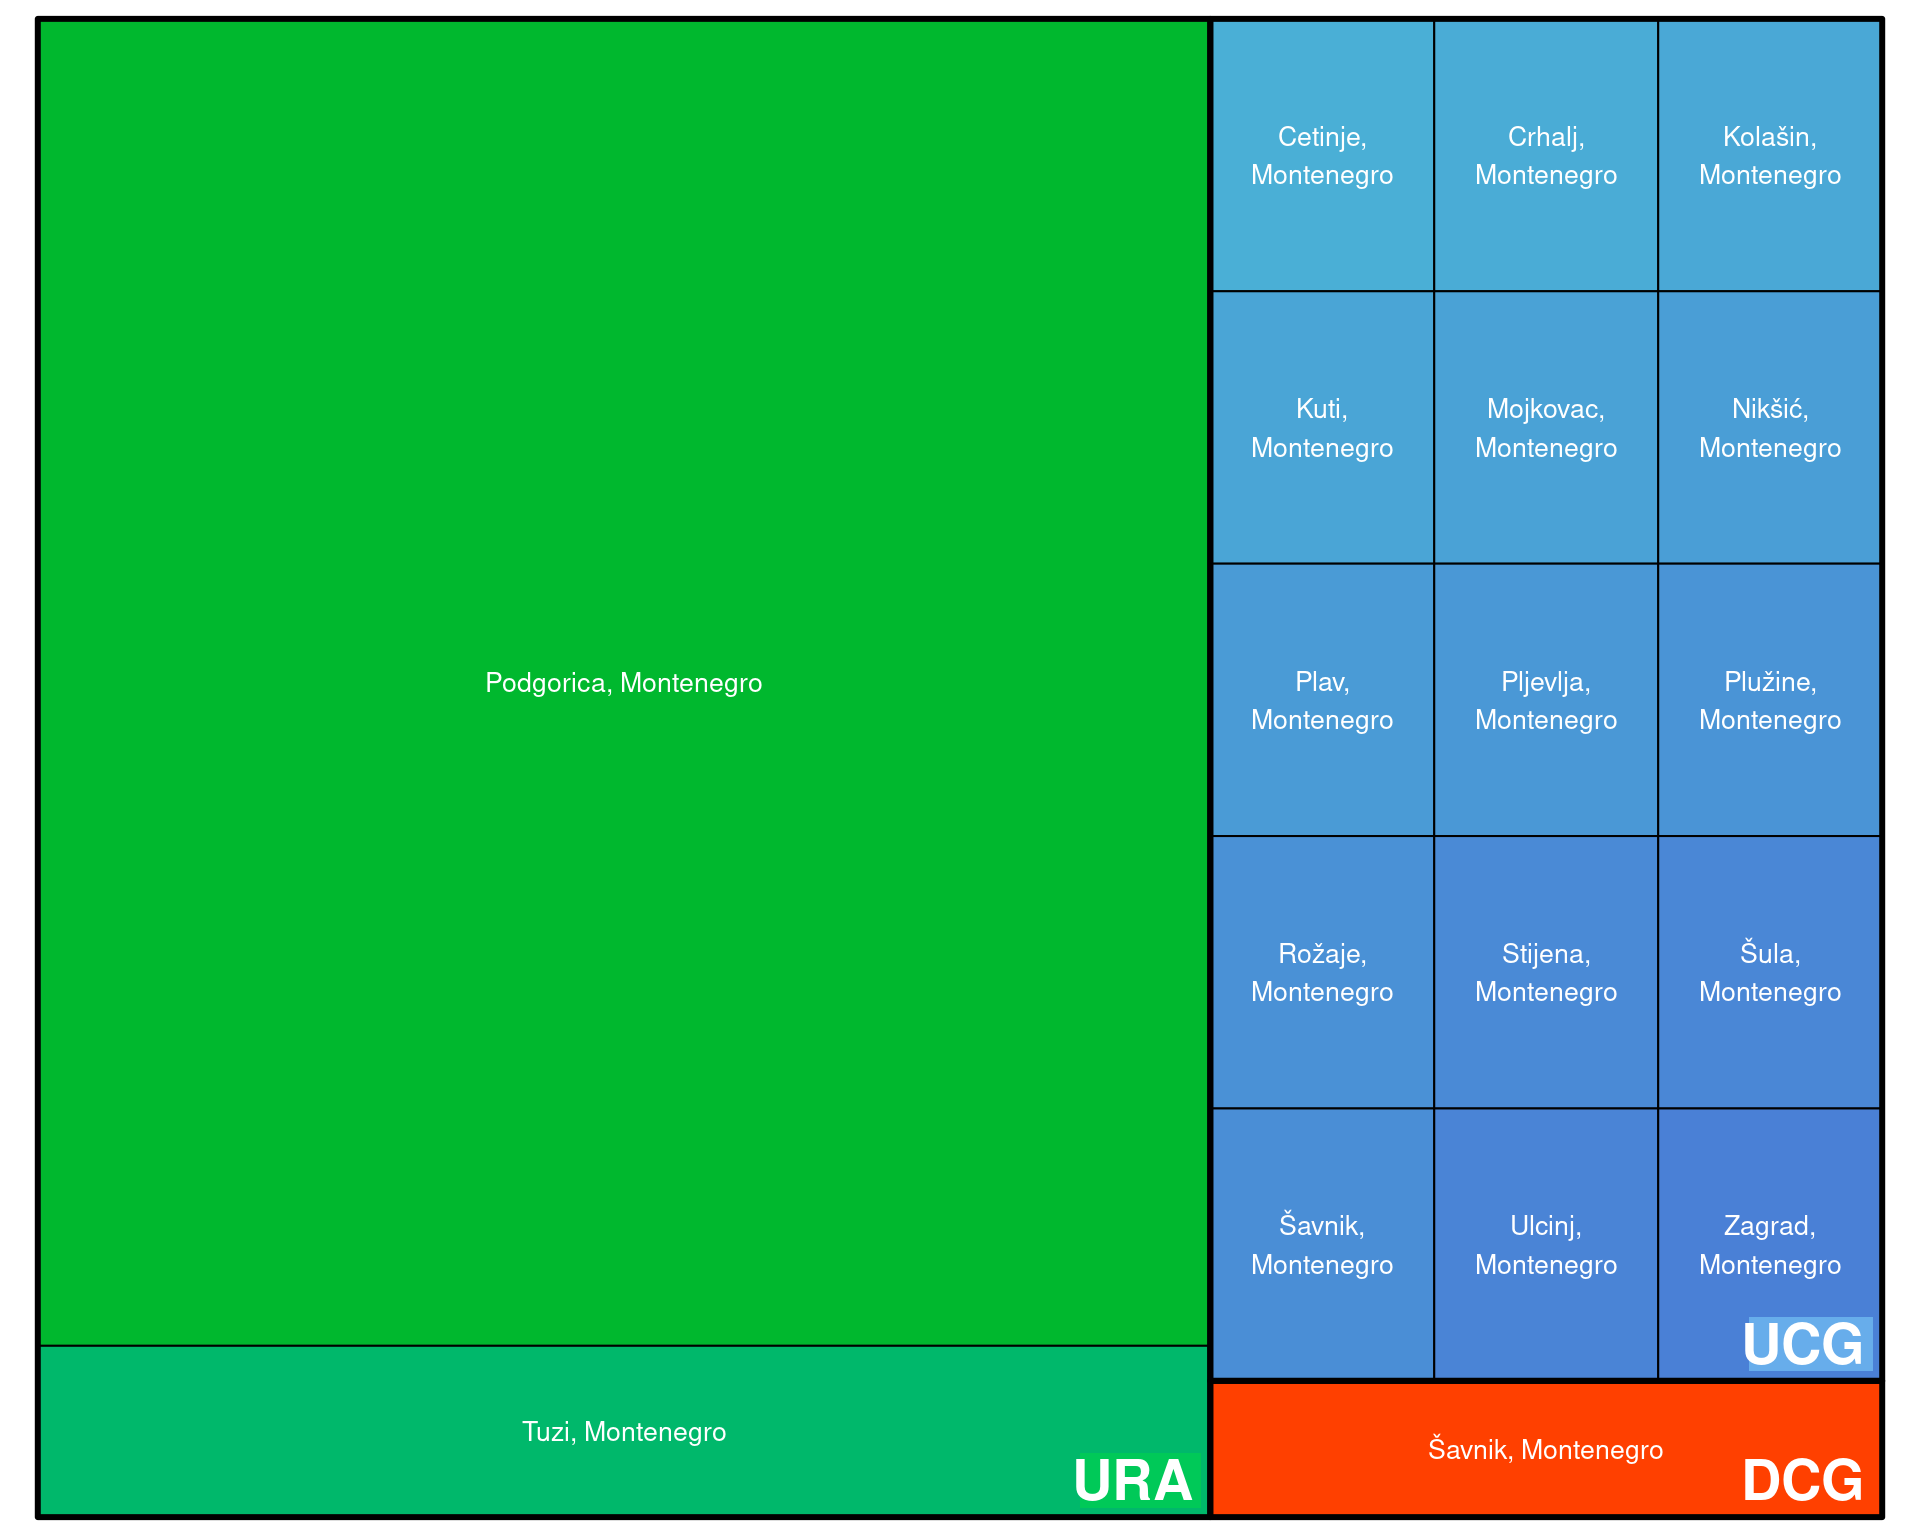 Podgorica, Montenegro
Tuzi, Montenegro
URA
Cetinje,
Montenegro
Crhalj,
Montenegro
Kolašin,
Montenegro
Kuti,
Montenegro
Mojkovac,
Montenegro
Nikšić,
Montenegro
Plav,
Montenegro
Pljevlja,
Montenegro
Plužine,
Montenegro
Rožaje,
Montenegro
Stijena,
Montenegro
Šula,
Montenegro
Šavnik,
Montenegro
Ulcinj,
Montenegro
Zagrad,
Montenegro
UCG
Šavnik, Montenegro
DCG